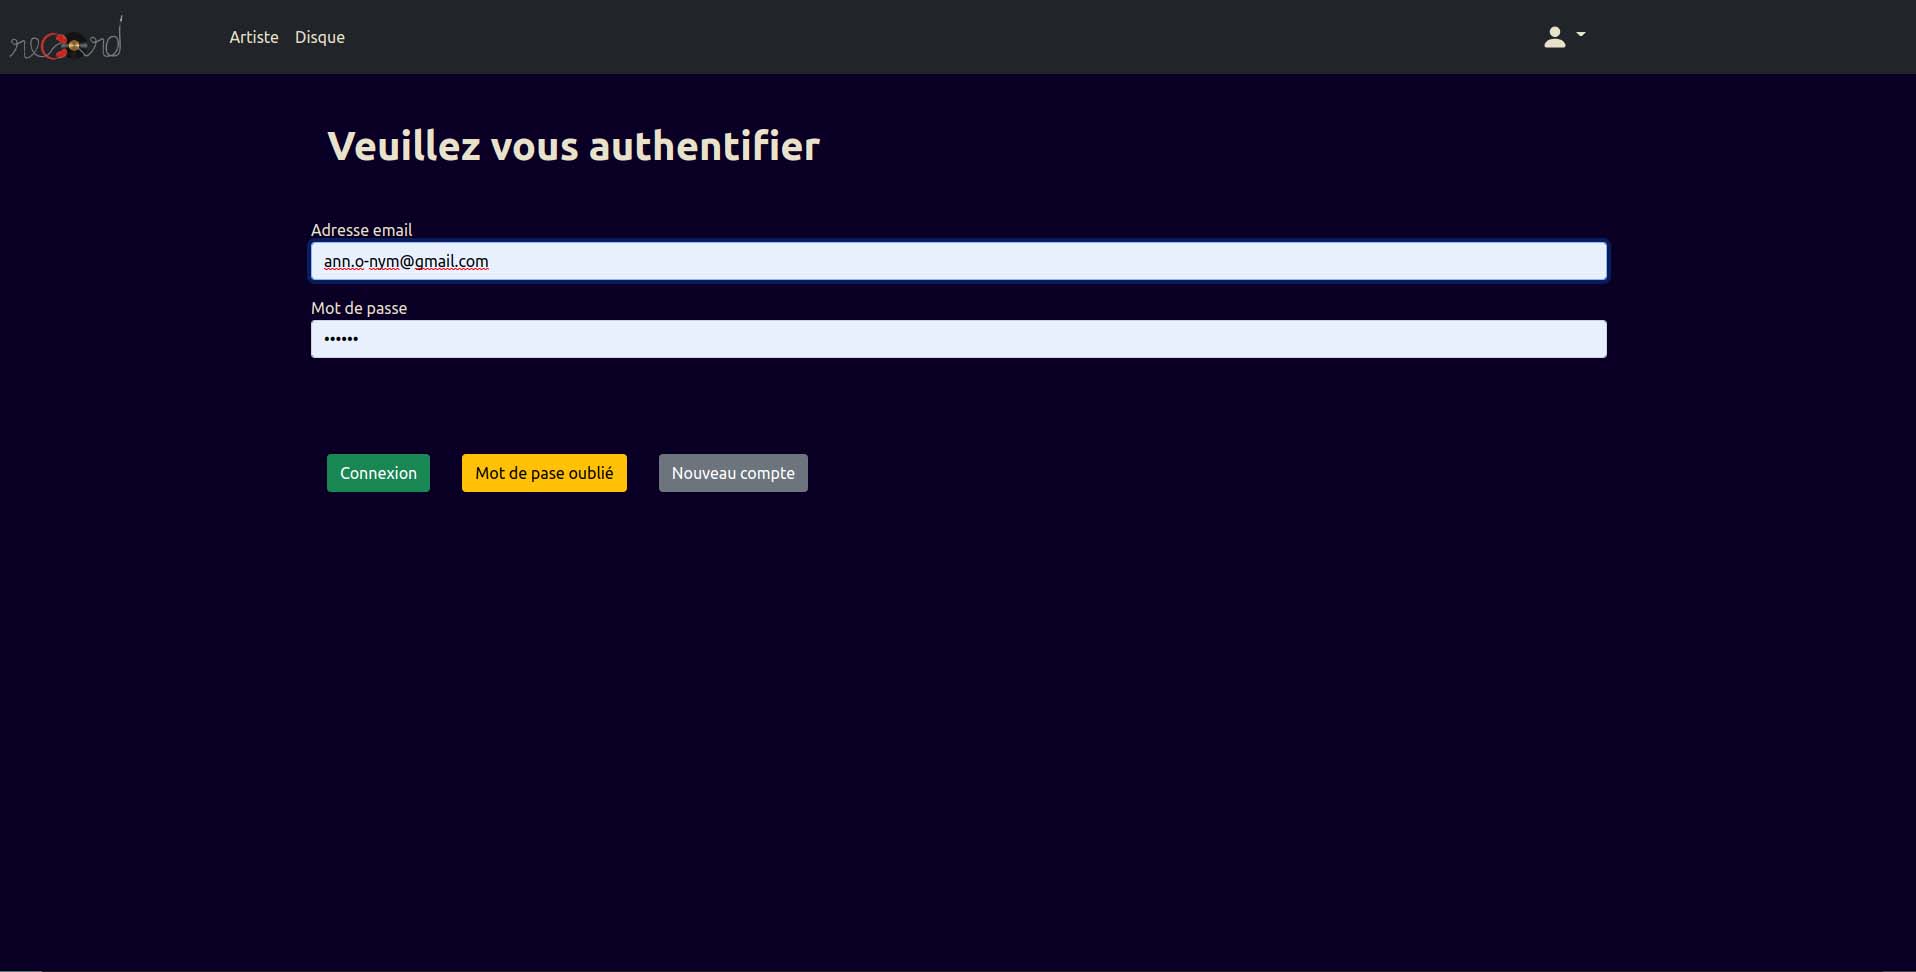 record
Artiste Disque
Veuillez vous authentifier
Adresse email
ann.o-nym@gmail.com
Mot de passe
••••••
Connexion Mot de pase oublié Nouveau compte